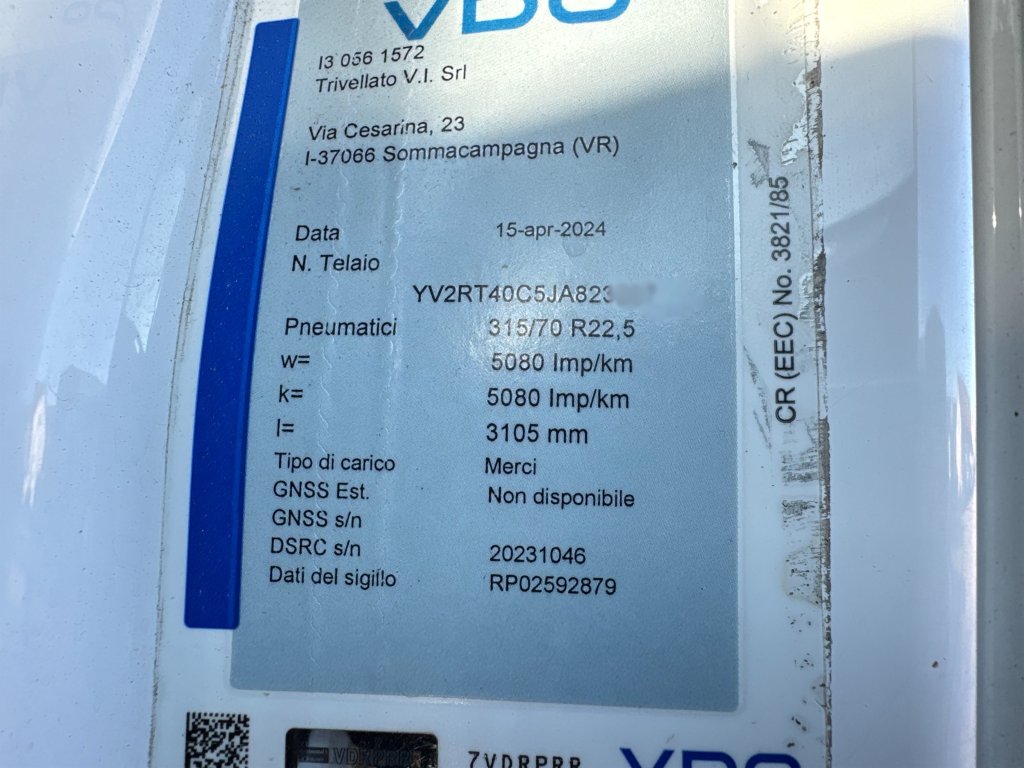 VDO
I3 056 1572
Trivellato V.I. Srl
Via Cesarina, 23
I-37066 Sommacampagna (VR)
Data 15-apr-2024
N. Telaio
YV2RT40C5JA823
Pneumatici 315/70 R22,5
w= 5080 Imp/km
k= 5080 Imp/km
l= 3105 mm
Tipo di carico Merci
GNSS Est. Non disponibile
GNSS s/n
DSRC s/n 20231046
Dati del sigillo RP02592879
CR (EEC) No. 3821/85
7VDRPRR
VDO